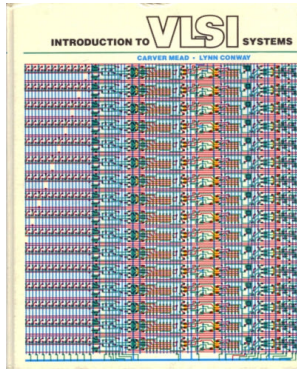 INTRODUCTION TO VLSI SYSTEMS
CARVER MEAD • LYNN CONWAY